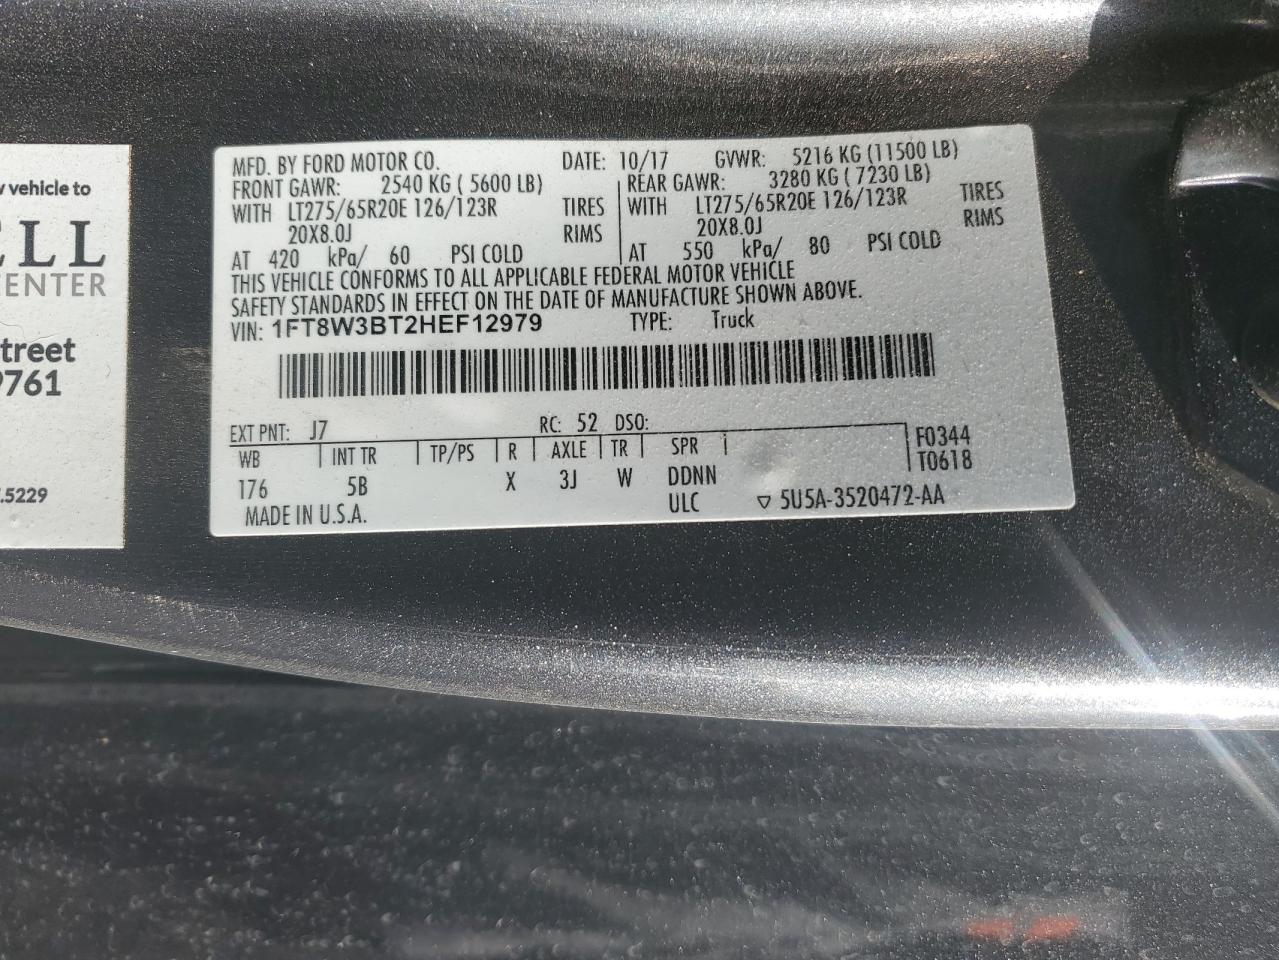 w vehicle to
ELL
CENTER
treet
9761
.5229
MFD. BY FORD MOTOR CO. DATE: 10/17 GVWR: 5216 KG (11500 LB)
FRONT GAWR: 2540 KG ( 5600 LB) REAR GAWR: 3280 KG ( 7230 LB)
WITH LT275/65R20E 126/123R TIRES WITH LT275/65R20E 126/123R TIRES
20X8.0J RIMS 20X8.0J RIMS
AT 420 kPa/ 60 PSI COLD AT 550 kPa/ 80 PSI COLD
THIS VEHICLE CONFORMS TO ALL APPLICABLE FEDERAL MOTOR VEHICLE
SAFETY STANDARDS IN EFFECT ON THE DATE OF MANUFACTURE SHOWN ABOVE.
VIN: 1FT8W3BT2HEF12979 TYPE: Truck
EXT PNT: J7 RC: 52 DSO:
WB INT TR TP/PS R AXLE TR SPR F0344
176 5B X 3J W DDNN T0618
ULC ▽ 5U5A-3520472-AA
MADE IN U.S.A.